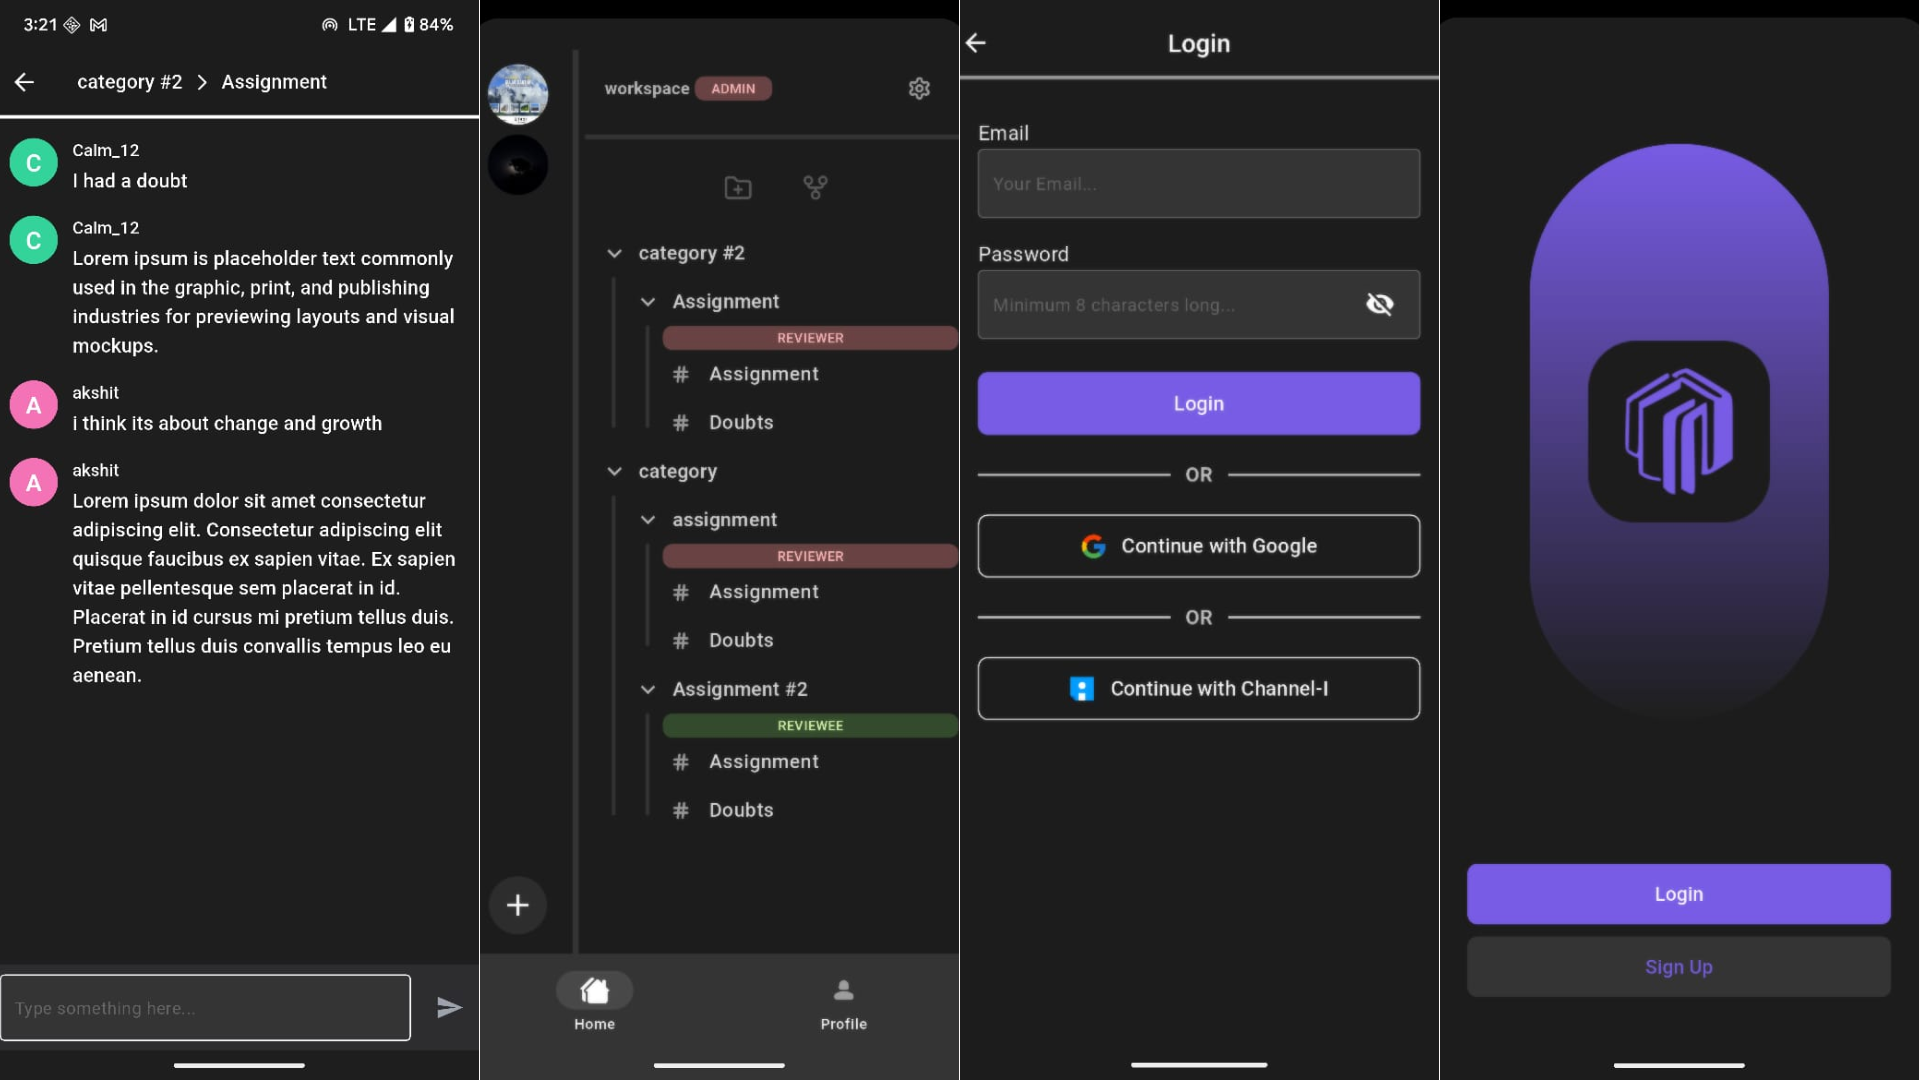 3:21
LTE 84%
category #2 > Assignment
C
Calm_12
I had a doubt
C
Calm_12
Lorem ipsum is placeholder text commonly
used in the graphic, print, and publishing
industries for previewing layouts and visual
mockups.
A
akshit
i think its about change and growth
A
akshit
Lorem ipsum dolor sit amet consectetur
adipiscing elit. Consectetur adipiscing elit
quisque faucibus ex sapien vitae. Ex sapien
vitae pellentesque sem placerat in id.
Placerat in id cursus mi pretium tellus duis.
Pretium tellus duis convallis tempus leo eu
aenean.
Type something here...
workspace ADMIN
category #2
Assignment
REVIEWER
# Assignment
# Doubts
category
assignment
REVIEWER
# Assignment
# Doubts
Assignment #2
REVIEWEE
# Assignment
# Doubts
Home
Profile
Login
Email
Your Email...
Password
Minimum 8 characters long...
Login
OR
Continue with Google
OR
Continue with Channel-I
Login
Sign Up